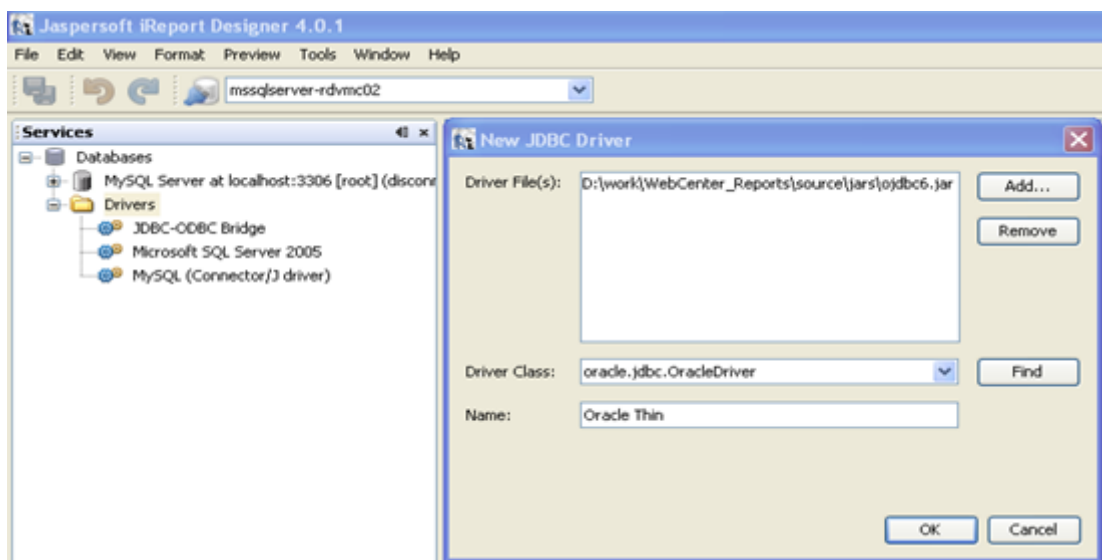 Jaspersoft iReport Designer 4.0.1
File Edit View Format Preview Tools Window Help
mssqlserver-rdvmc02
Services
Databases
MySQL Server at localhost:3306 [root] (disconr
Drivers
JDBC-ODBC Bridge
Microsoft SQL Server 2005
MySQL (Connector/J driver)
New JDBC Driver
Driver File(s): D:\work\WebCenter_Reports\source\jars\ojdbc6.jar Add...
Remove
Driver Class: oracle.jdbc.OracleDriver Find
Name: Oracle Thin
OK Cancel